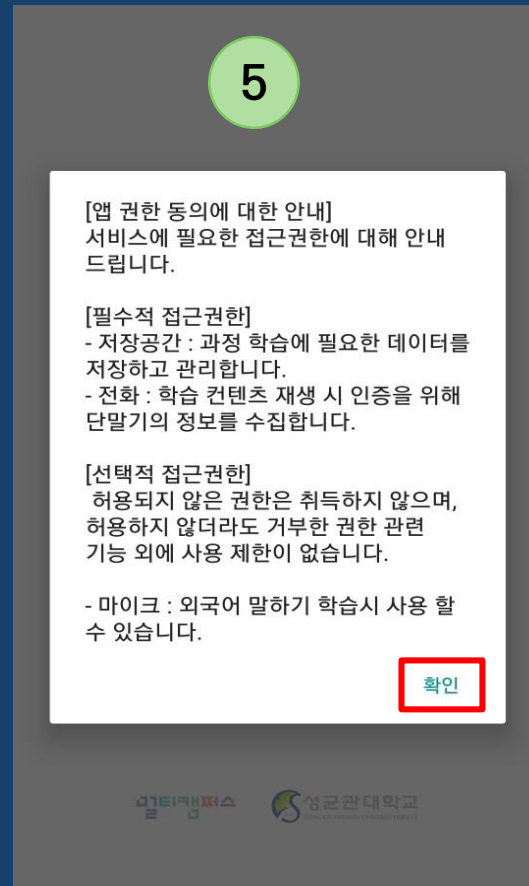 5
[앱 권한 동의에 대한 안내]
서비스에 필요한 접근권한에 대해 안내
드립니다.
[필수적 접근권한]
- 저장공간 : 과정 학습에 필요한 데이터를
저장하고 관리합니다.
- 전화 : 학습 컨텐츠 재생 시 인증을 위해
단말기의 정보를 수집합니다.
[선택적 접근권한]
허용되지 않은 권한은 취득하지 않으며,
허용하지 않더라도 거부한 권한 관련
기능 외에 사용 제한이 없습니다.
- 마이크 : 외국어 말하기 학습시 사용 할
수 있습니다.
확인
멀티캠퍼스 성균관대학교